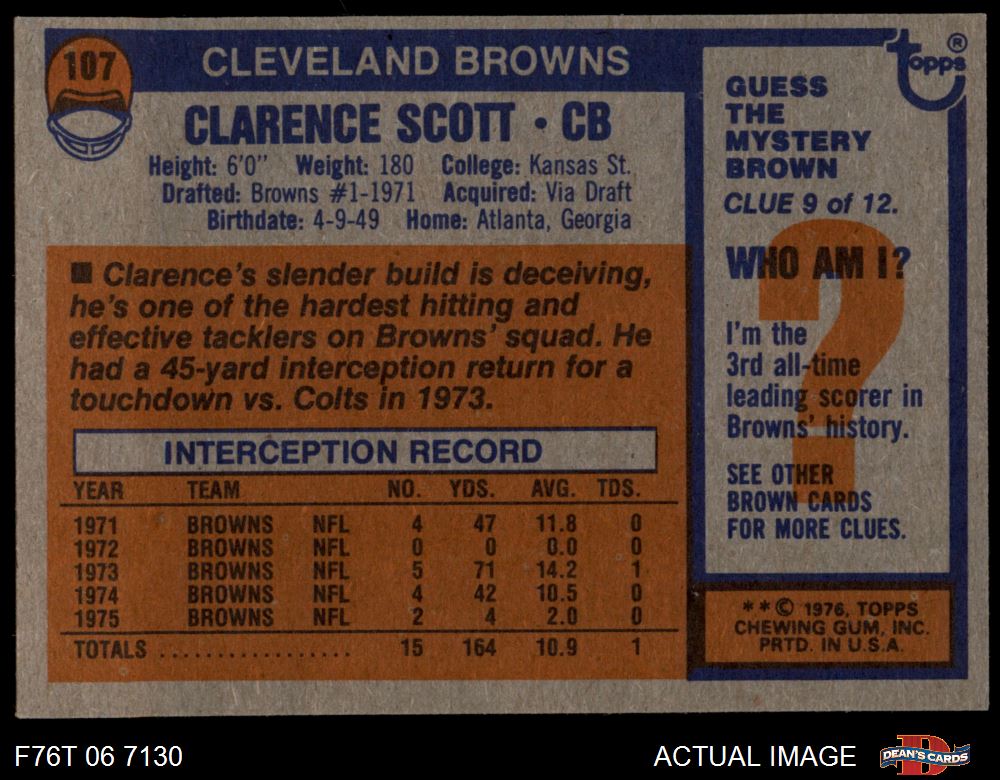 107
CLEVELAND BROWNS
CLARENCE SCOTT • CB
Height: 6'0" Weight: 180 College: Kansas St.
Drafted: Browns #1-1971 Acquired: Via Draft
Birthdate: 4-9-49 Home: Atlanta, Georgia
■ Clarence's slender build is deceiving,
he's one of the hardest hitting and
effective tacklers on Browns' squad. He
had a 45-yard interception return for a
touchdown vs. Colts in 1973.
INTERCEPTION RECORD
YEAR TEAM NO. YDS. AVG. TDS.
1971 BROWNS NFL 4 47 11.8 0
1972 BROWNS NFL 0 0 0.0 0
1973 BROWNS NFL 5 71 14.2 1
1974 BROWNS NFL 4 42 10.5 0
1975 BROWNS NFL 2 4 2.0 0
TOTALS .................. 15 164 10.9 1
topps ®
GUESS
THE
MYSTERY
BROWN
CLUE 9 of 12.
?
WHO AM I?
I'm the
3rd all-time
leading scorer in
Browns' history.
SEE OTHER
BROWN CARDS
FOR MORE CLUES.
**© 1976, TOPPS
CHEWING GUM, INC.
PRTD. IN U.S.A.
F76T 06 7130
ACTUAL IMAGE
D
DEAN'S CARDS